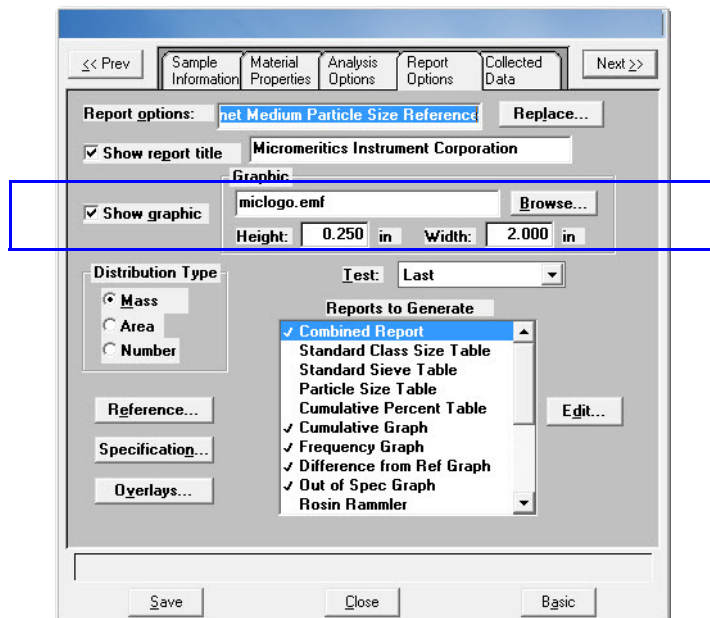 << Prev
Sample Information
Material Properties
Analysis Options
Report Options
Collected Data
Next >>
Report options: net Medium Particle Size Reference Replace...
Show report title Micromeritics Instrument Corporation
Graphic
Show graphic miclogo.emf Browse...
Height: 0.250 in Width: 2.000 in
Distribution Type
Mass
Area
Number
Test: Last
Reports to Generate
Combined Report
Standard Class Size Table
Standard Sieve Table
Particle Size Table
Cumulative Percent Table
Cumulative Graph
Frequency Graph
Difference from Ref Graph
Out of Spec Graph
Rosin Rammler
Edit...
Reference...
Specification...
Overlays...
Save Close Basic